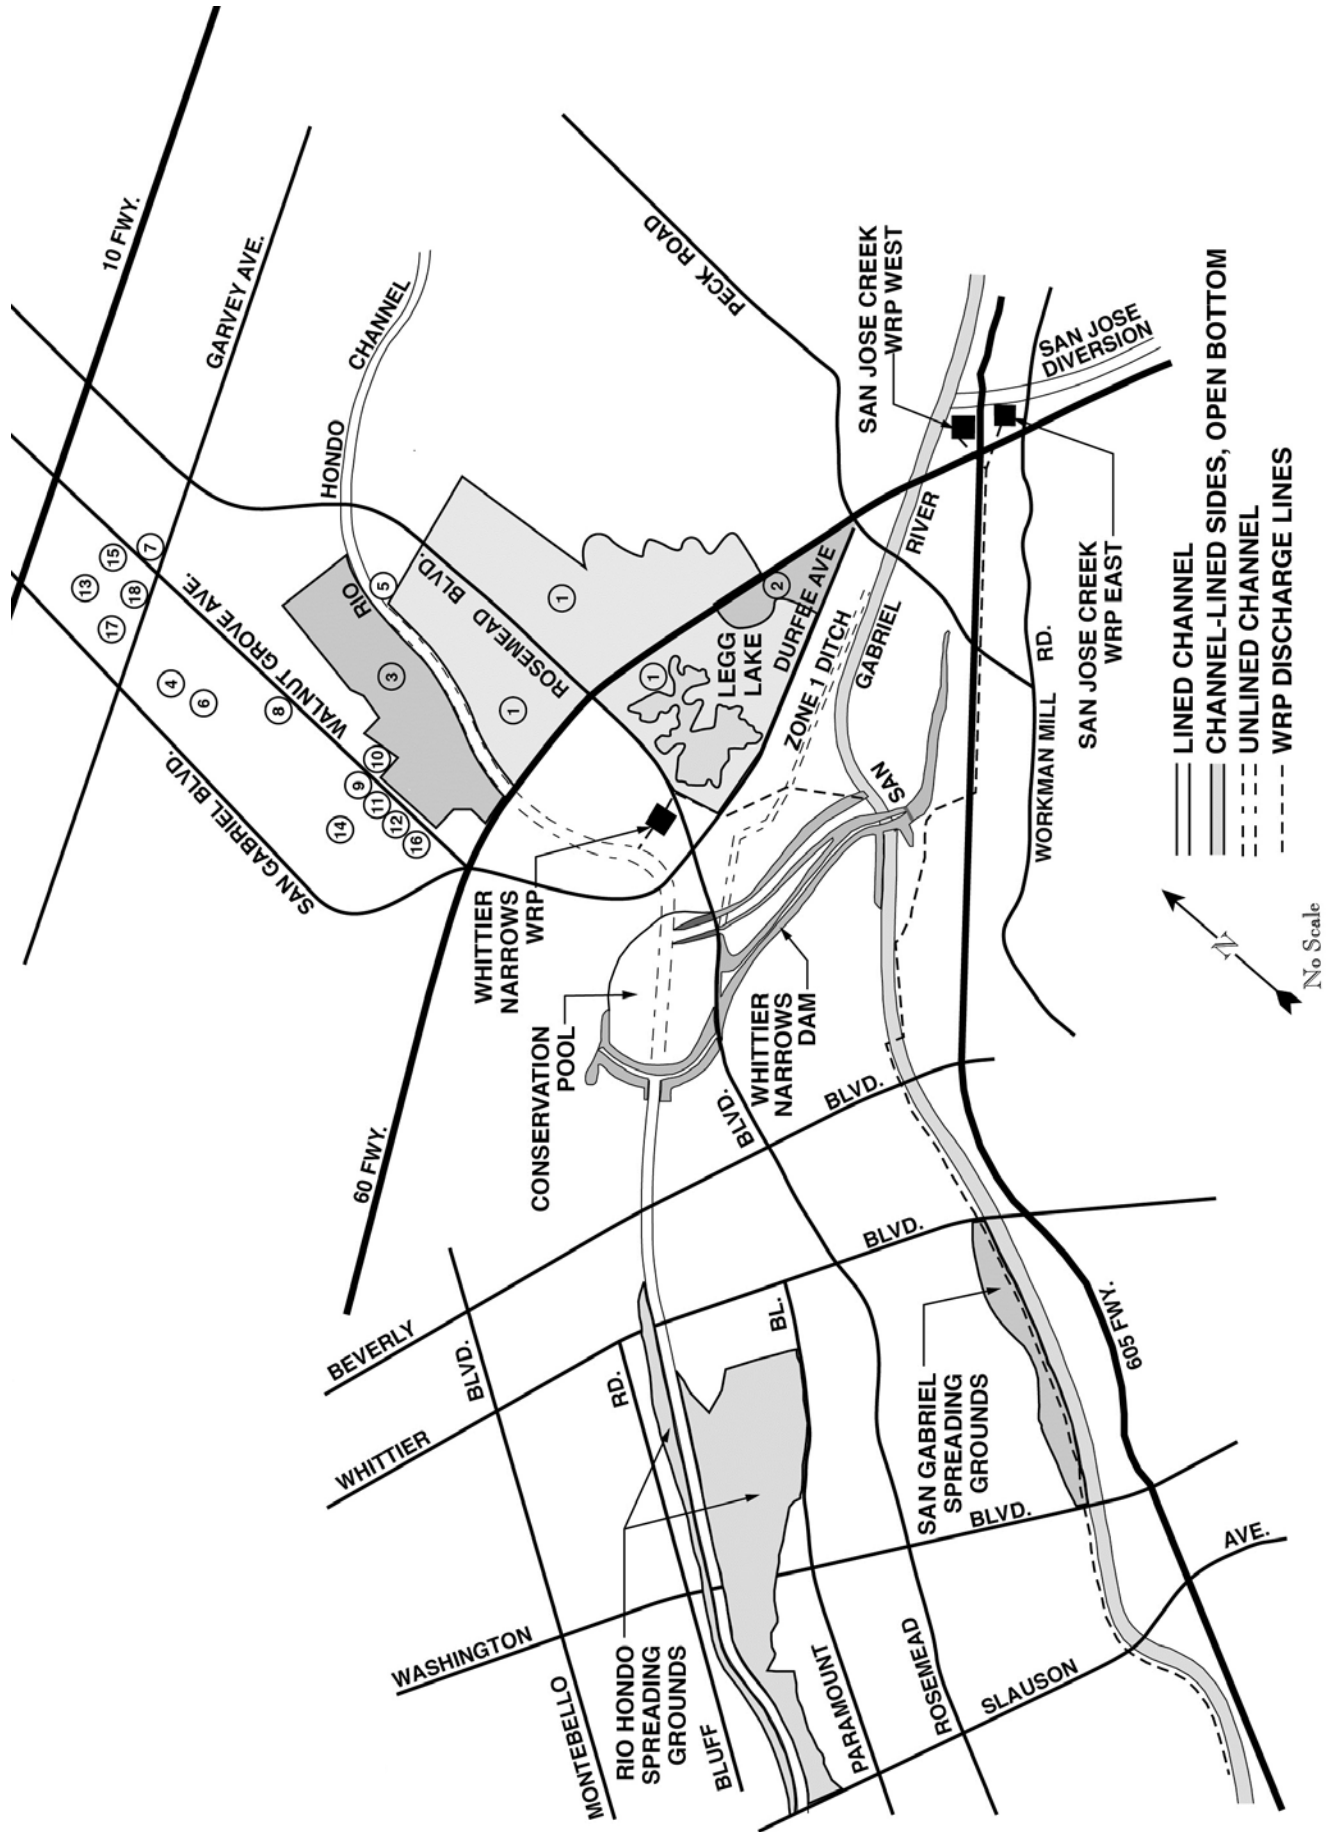 10 FWY.
GARVEY AVE.
CHANNEL
HONDO
RIO
PECK ROAD
SAN JOSE CREEK
WRP WEST
SAN JOSE
DIVERSION
SAN GABRIEL BLVD.
WALNUT GROVE AVE.
ROSEMEAD BLVD.
15
7
13
18
17
4
6
8
10
9
11
12
14
16
5
3
1
1
1
2
LEGG
LAKE
DURFEE AVE
ZONE 1 DITCH
GABRIEL
RIVER
SAN
WORKMAN MILL RD.
SAN JOSE CREEK
WRP EAST
WHITTIER
NARROWS
WRP
CONSERVATION
POOL
WHITTIER
NARROWS
DAM
60 FWY.
BLVD.
BLVD.
BEVERLY
BLVD.
BLVD.
WHITTIER
RD.
BL.
SAN GABRIEL
SPREADING
GROUNDS
605 FWY.
BLVD.
AVE.
WASHINGTON
MONTEBELLO
RIO HONDO
SPREADING
GROUNDS
BLUFF
PARAMOUNT
ROSEMEAD
SLAUSON
LINED CHANNEL
CHANNEL-LINED SIDES, OPEN BOTTOM
UNLINED CHANNEL
WRP DISCHARGE LINES
N
No Scale